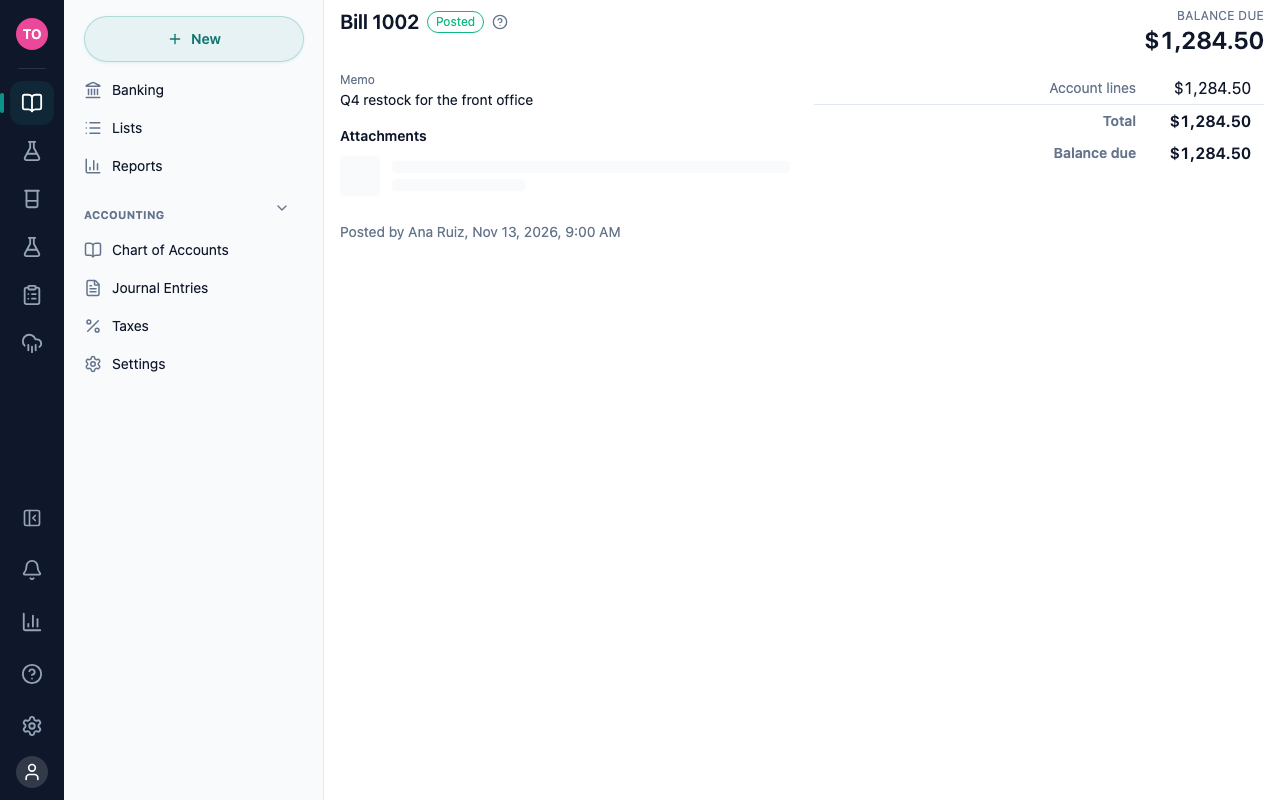 TO
New
Banking
Lists
Reports
ACCOUNTING
Chart of Accounts
Journal Entries
Taxes
Settings
Bill 1002
Posted
BALANCE DUE
$1,284.50
Memo
Q4 restock for the front office
Attachments
Account lines $1,284.50
Total $1,284.50
Balance due $1,284.50
Posted by Ana Ruiz, Nov 13, 2026, 9:00 AM